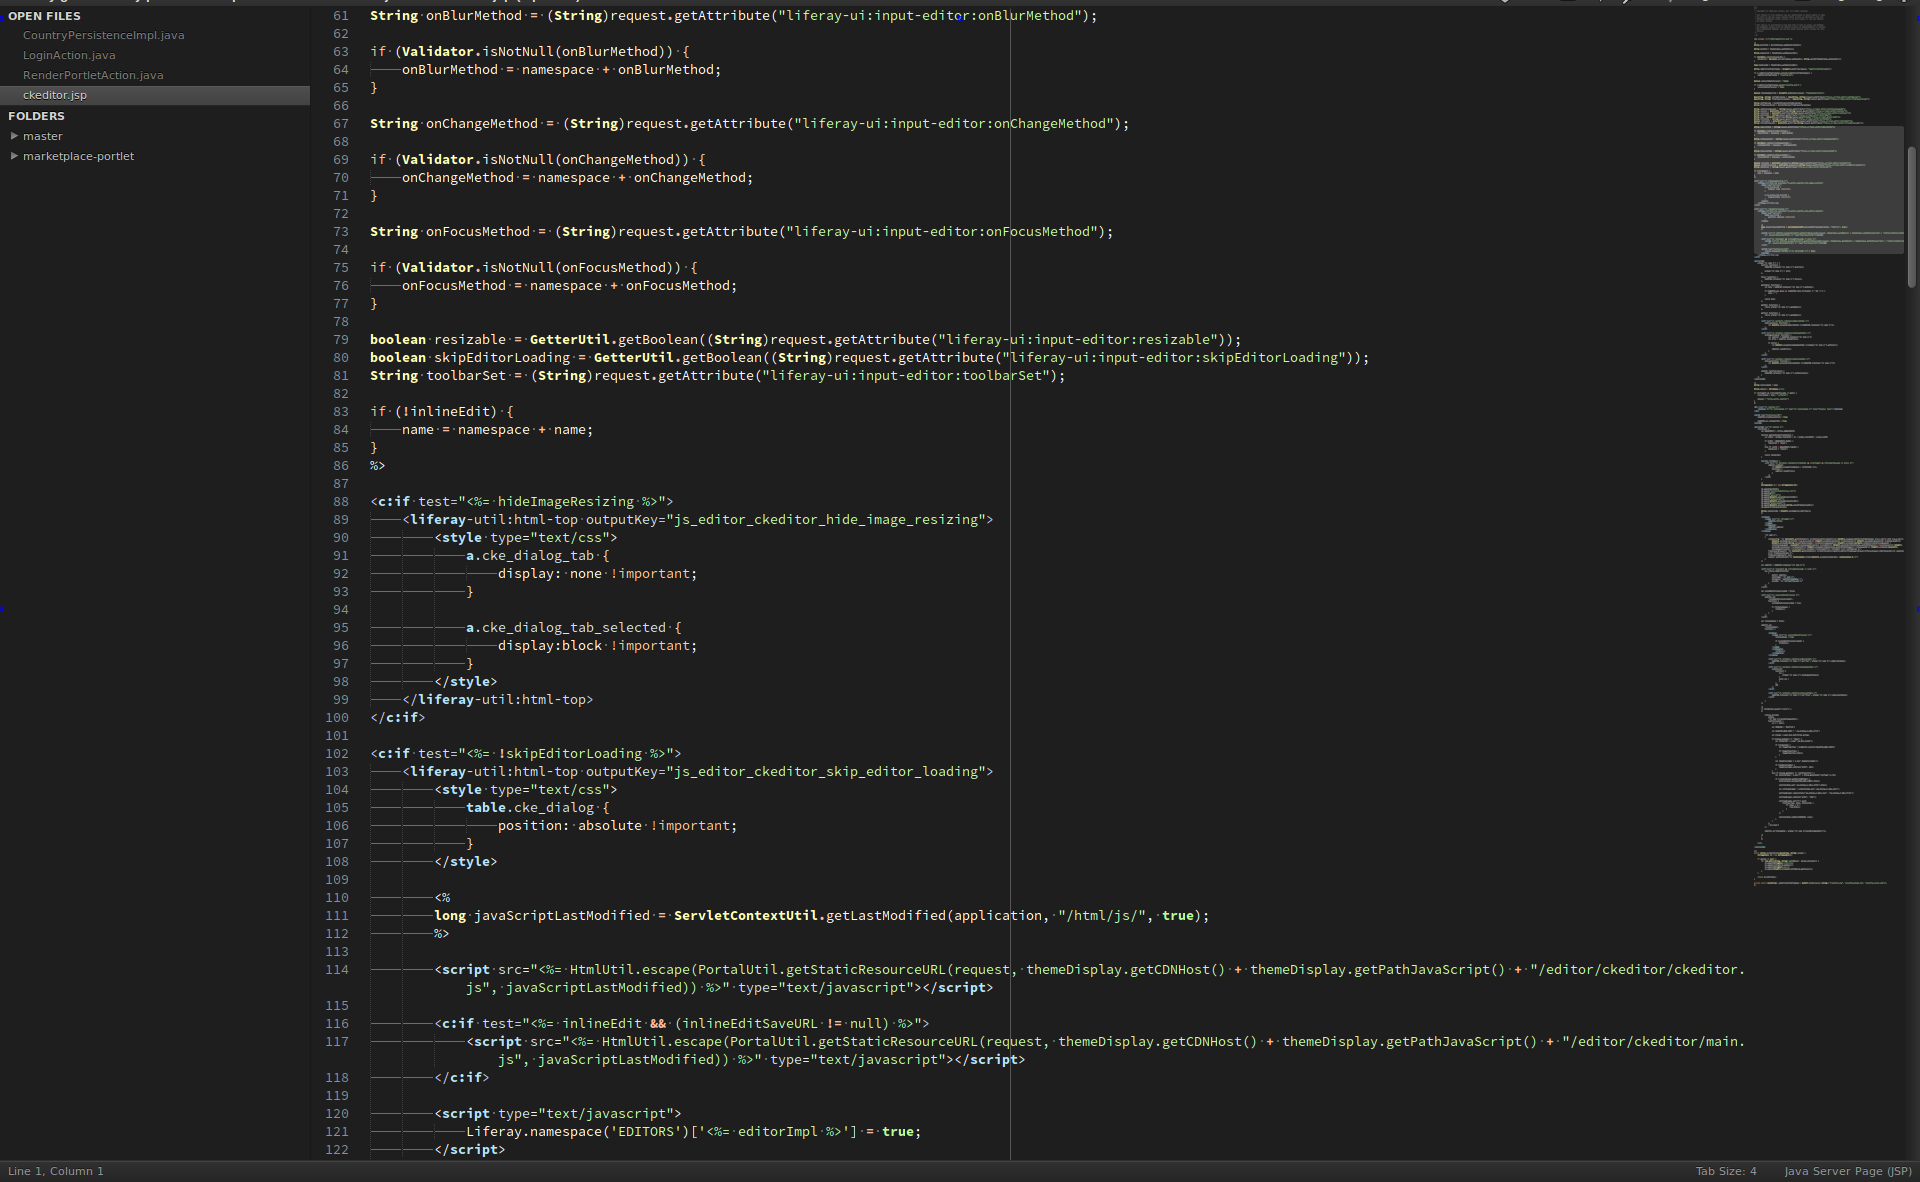 OPEN FILES
CountryPersistenceImpl.java
LoginAction.java
RenderPortletAction.java
ckeditor.jsp
FOLDERS
master
marketplace-portlet
61 String onBlurMethod = (String)request.getAttribute("liferay-ui:input-editor:onBlurMethod");
62
63 if (Validator.isNotNull(onBlurMethod)) {
64 onBlurMethod = namespace + onBlurMethod;
65 }
66
67 String onChangeMethod = (String)request.getAttribute("liferay-ui:input-editor:onChangeMethod");
68
69 if (Validator.isNotNull(onChangeMethod)) {
70 onChangeMethod = namespace + onChangeMethod;
71 }
72
73 String onFocusMethod = (String)request.getAttribute("liferay-ui:input-editor:onFocusMethod");
74
75 if (Validator.isNotNull(onFocusMethod)) {
76 onFocusMethod = namespace + onFocusMethod;
77 }
78
79 boolean resizable = GetterUtil.getBoolean((String)request.getAttribute("liferay-ui:input-editor:resizable"));
80 boolean skipEditorLoading = GetterUtil.getBoolean((String)request.getAttribute("liferay-ui:input-editor:skipEditorLoading"));
81 String toolbarSet = (String)request.getAttribute("liferay-ui:input-editor:toolbarSet");
82
83 if (!inlineEdit) {
84 name = namespace + name;
85 }
86 %>
87
88 <c:if test="<%= hideImageResizing %>">
89 <liferay-util:html-top outputKey="js_editor_ckeditor_hide_image_resizing">
90 <style type="text/css">
91 a.cke_dialog_tab {
92 display: none !important;
93 }
94
95 a.cke_dialog_tab_selected {
96 display:block !important;
97 }
98 </style>
99 </liferay-util:html-top>
100 </c:if>
101
102 <c:if test="<%= !skipEditorLoading %>">
103 <liferay-util:html-top outputKey="js_editor_ckeditor_skip_editor_loading">
104 <style type="text/css">
105 table.cke_dialog {
106 position: absolute !important;
107 }
108 </style>
109
110 <%
111 long javaScriptLastModified = ServletContextUtil.getLastModified(application, "/html/js/", true);
112 %>
113
114 <script src="<%= HtmlUtil.escape(PortalUtil.getStaticResourceURL(request, themeDisplay.getCDNHost() + themeDisplay.getPathJavaScript() + "/editor/ckeditor/ckeditor.
js", javaScriptLastModified)) %>" type="text/javascript"></script>
115
116 <c:if test="<%= inlineEdit && (inlineEditSaveURL != null) %>">
117 <script src="<%= HtmlUtil.escape(PortalUtil.getStaticResourceURL(request, themeDisplay.getCDNHost() + themeDisplay.getPathJavaScript() + "/editor/ckeditor/main.
js", javaScriptLastModified)) %>" type="text/javascript"></script>
118 </c:if>
119
120 <script type="text/javascript">
121 Liferay.namespace('EDITORS')['<%= editorImpl %>'] = true;
122 </script>
Line 1, Column 1
Tab Size: 4
Java Server Page (JSP)